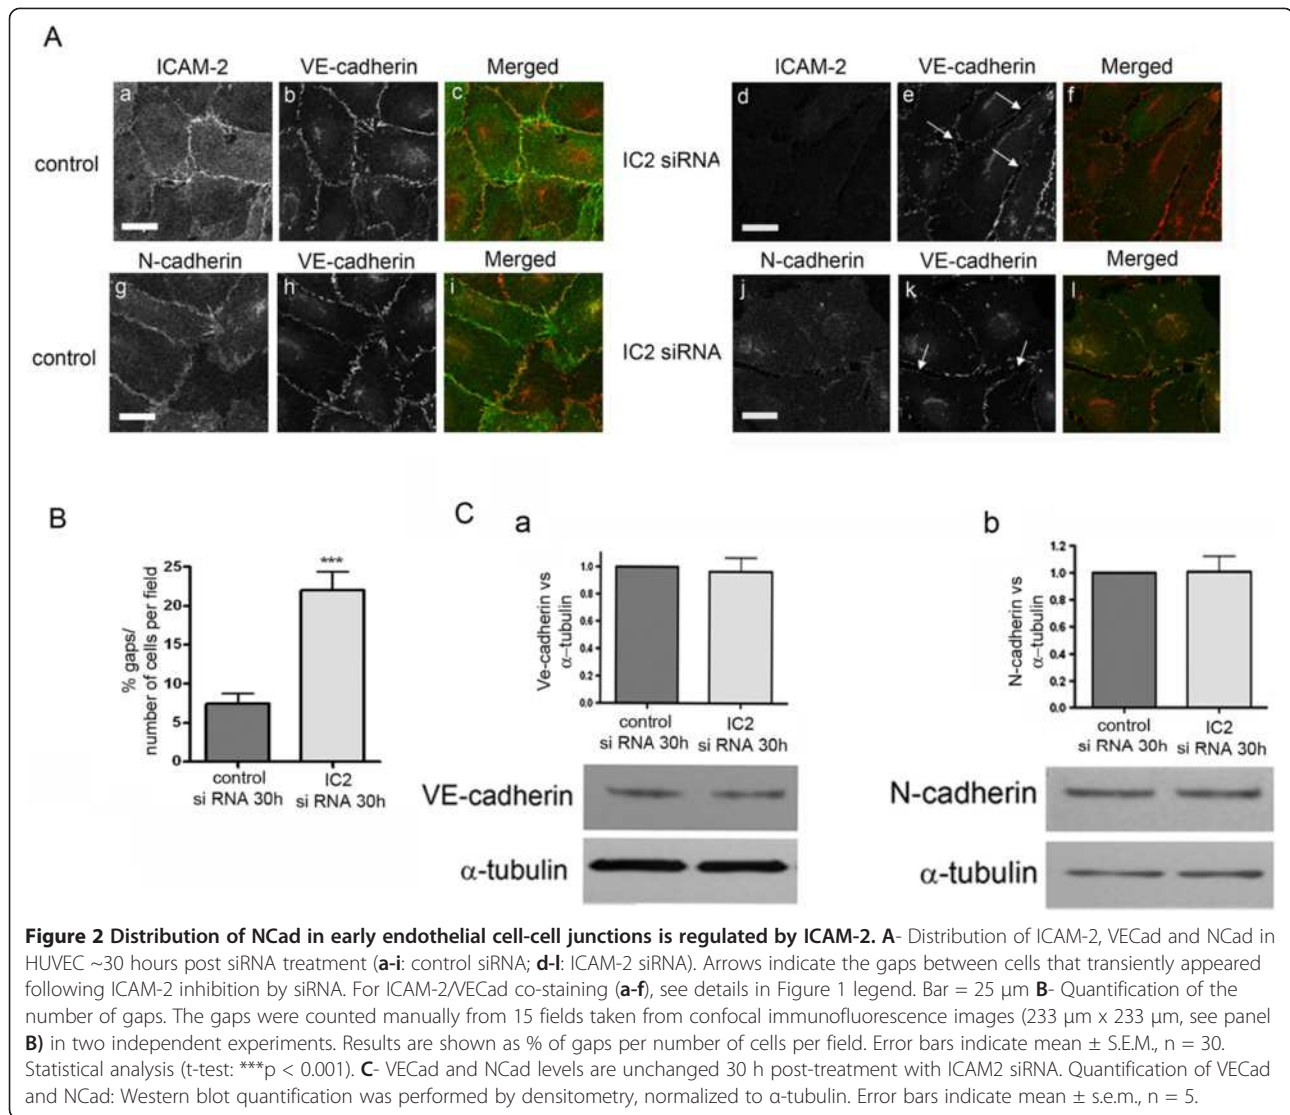 A
ICAM-2 VE-cadherin Merged
a b c
control
ICAM-2 VE-cadherin Merged
d e f
IC2 siRNA
N-cadherin VE-cadherin Merged
g h i
control
N-cadherin VE-cadherin Merged
j k l
IC2 siRNA
B
% gaps/
number of cells per field
25
20
15
10
5
0
***
control
si RNA 30h
IC2
si RNA 30h
C
a
Ve-cadherin vs
α-tubulin
1.0
0.8
0.6
0.4
0.2
0.0
control
si RNA 30h
IC2
si RNA 30h
VE-cadherin
α-tubulin
b
N-cadherin vs
α-tubulin
1.2
1.0
0.8
0.6
0.4
0.2
0.0
control
si RNA 30h
IC2
si RNA 30h
N-cadherin
α-tubulin
Figure 2 Distribution of NCad in early endothelial cell-cell junctions is regulated by ICAM-2. A- Distribution of ICAM-2, VECad and NCad in
HUVEC ~30 hours post siRNA treatment (a-i: control siRNA; d-l: ICAM-2 siRNA). Arrows indicate the gaps between cells that transiently appeared
following ICAM-2 inhibition by siRNA. For ICAM-2/VECad co-staining (a-f), see details in Figure 1 legend. Bar = 25 μm B- Quantification of the
number of gaps. The gaps were counted manually from 15 fields taken from confocal immunofluorescence images (233 μm x 233 μm, see panel
B) in two independent experiments. Results are shown as % of gaps per number of cells per field. Error bars indicate mean ± S.E.M., n = 30.
Statistical analysis (t-test: ***p < 0.001). C- VECad and NCad levels are unchanged 30 h post-treatment with ICAM2 siRNA. Quantification of VECad
and NCad: Western blot quantification was performed by densitometry, normalized to α-tubulin. Error bars indicate mean ± s.e.m., n = 5.